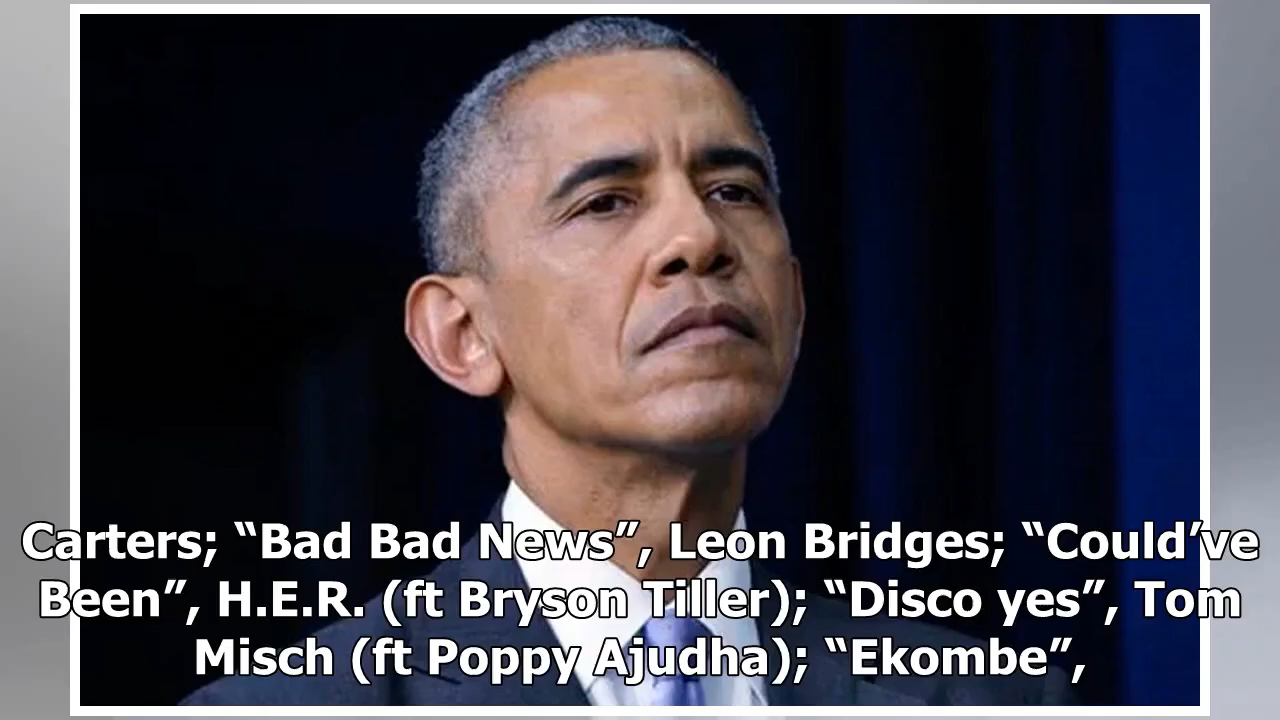 Carters; “Bad Bad News”, Leon Bridges; “Could’ve
Been”, H.E.R. (ft Bryson Tiller); “Disco yes”, Tom
Misch (ft Poppy Ajudha); “Ekombe”,